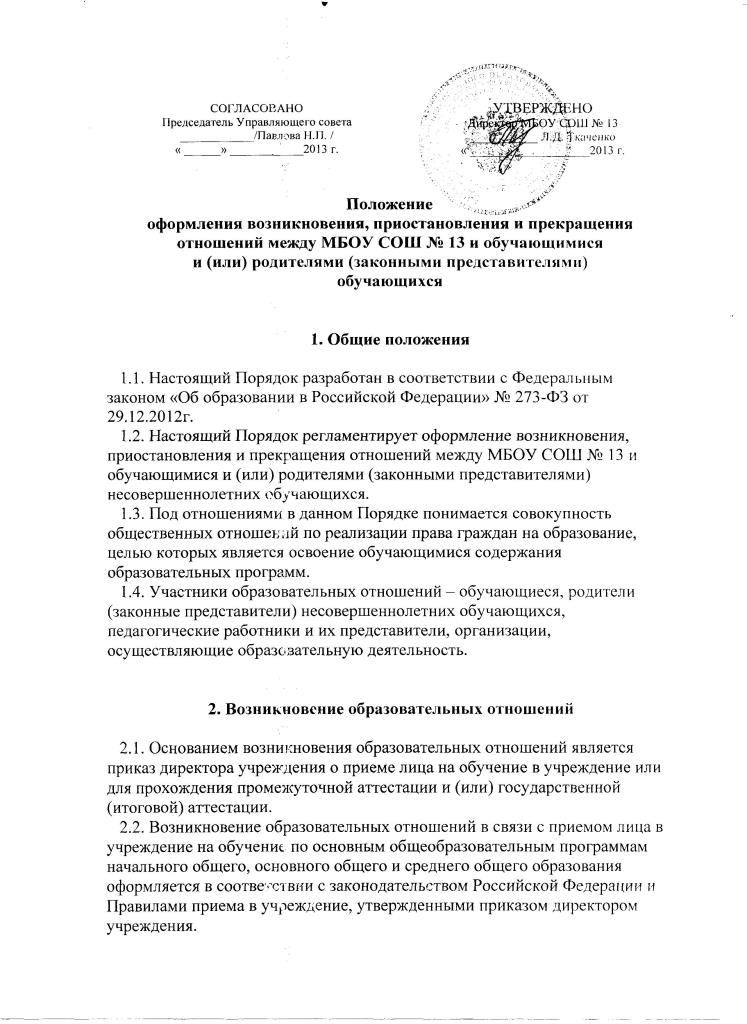 СОГЛАСОВАНО
Председатель Управляющего совета
____________/Павлова Н.П. /
« ______» ____________2013 г.
УТВЕРЖДЕНО
Директор МБОУ СОШ № 13
Л.Д. Ткаченко
« 2013 г.
Положение
оформления возникновения, приостановления и прекращения
отношений между МБОУ СОШ № 13 и обучающимися
и (или) родителями (законными представителями)
обучающихся
1. Общие положения
1.1. Настоящий Порядок разработан в соответствии с Федеральным
законом «Об образовании в Российской Федерации» № 273-ФЗ от
29.12.2012г.
1.2. Настоящий Порядок регламентирует оформление возникновения,
приостановления и прекращения отношений между МБОУ СОШ № 13 и
обучающимися и (или) родителями (законными представителями)
несовершеннолетних обучающихся.
1.3. Под отношениями в данном Порядке понимается совокупность
общественных отношений по реализации права граждан на образование,
целью которых является освоение обучающимися содержания
образовательных программ.
1.4. Участники образовательных отношений – обучающиеся, родители
(законные представители) несовершеннолетних обучающихся,
педагогические работники и их представители, организации,
осуществляющие образовательную деятельность.
2. Возникновение образовательных отношений
2.1. Основанием возникновения образовательных отношений является
приказ директора учреждения о приеме лица на обучение в учреждение или
для прохождения промежуточной аттестации и (или) государственной
(итоговой) аттестации.
2.2. Возникновение образовательных отношений в связи с приемом лица в
учреждение на обучение по основным общеобразовательным программам
начального общего, основного общего и среднего общего образования
оформляется в соответствии с законодательством Российской Федерации и
Правилами приема в учреждение, утвержденными приказом директором
учреждения.